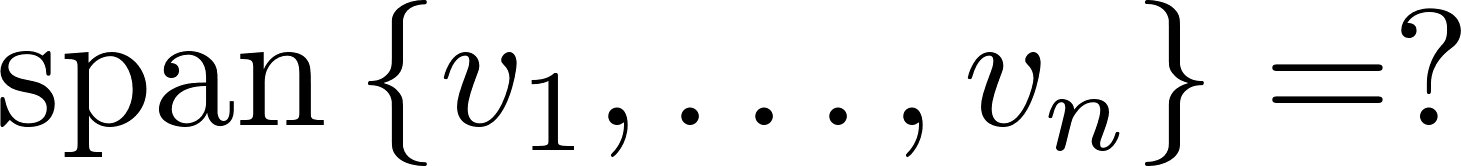 span {v₁, . . . , vₙ} =?